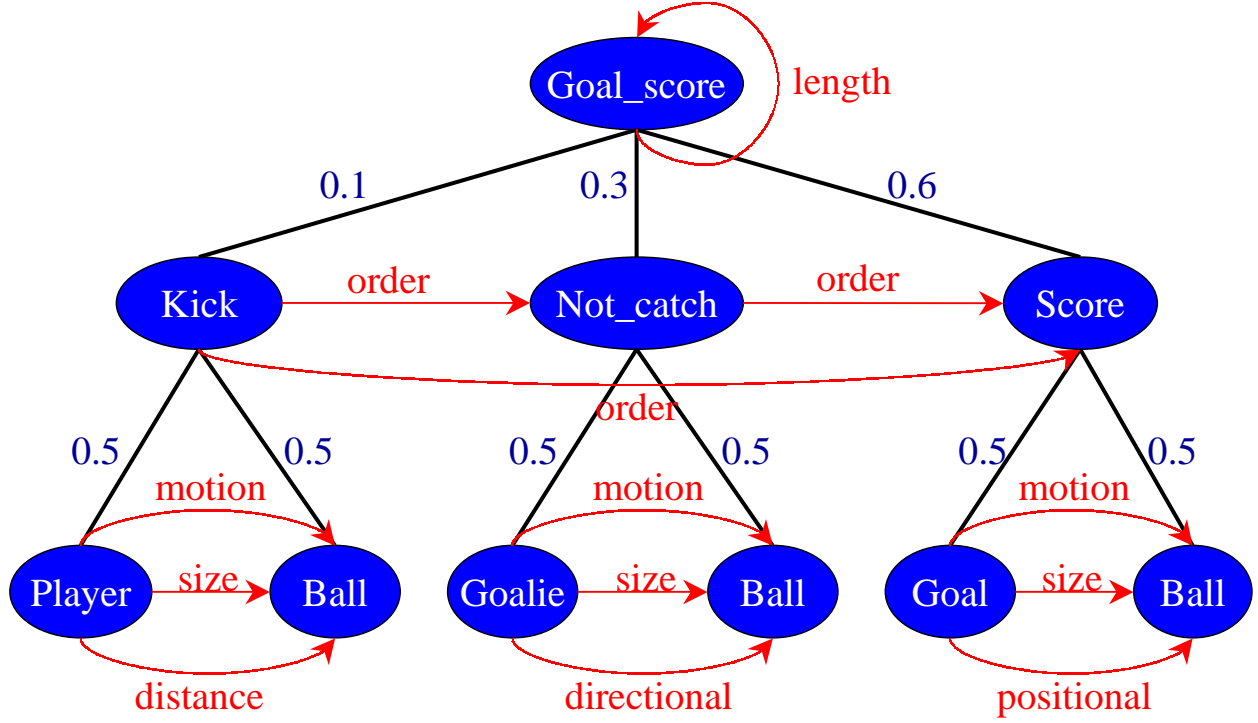 Goal_score
length
0.1
0.3
0.6
Kick
order
Not_catch
order
Score
order
0.5
0.5
0.5
0.5
0.5
0.5
motion
motion
motion
Player
size
Ball
Goalie
size
Ball
Goal
size
Ball
distance
directional
positional